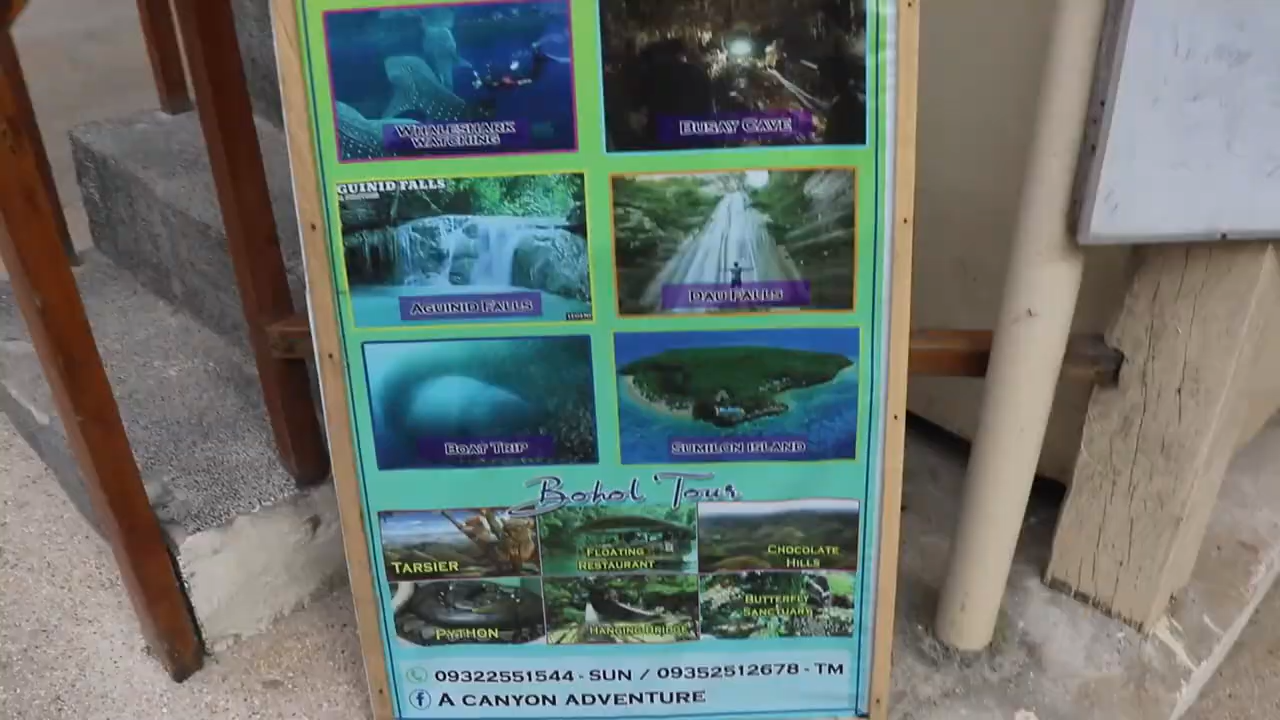 WHALESHARK
WATCHING
BUSAY CAVE
GUINID FALLS
AGUINID FALLS
DAU FALLS
BOAT TRIP
SUMILON ISLAND
Bohol Tour
TARSIER
FLOATING
RESTAURANT
CHOCOLATE
HILLS
PYTHON
HANGING BRIDGE
BUTTERFLY
SANCTUARY
09322551544 - SUN / 09352512678 - TM
A CANYON ADVENTURE